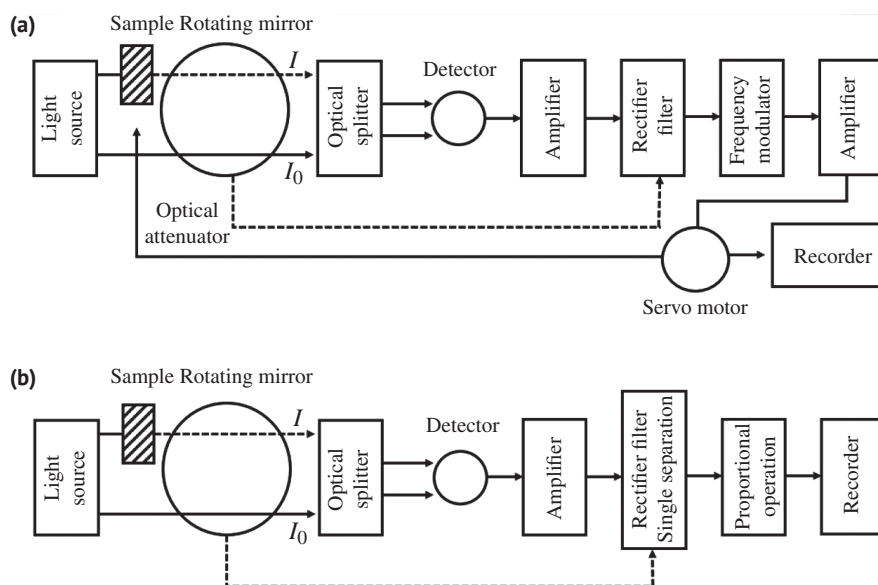 (a)
Sample Rotating mirror
Light
source
I
I0
Optical
splitter
Detector
Amplifier
Rectifier
filter
Frequency
modulator
Amplifier
Optical
attenuator
Servo motor
Recorder
(b)
Sample Rotating mirror
Light
source
I
I0
Optical
splitter
Detector
Amplifier
Rectifier filter
Single separation
Proportional
operation
Recorder